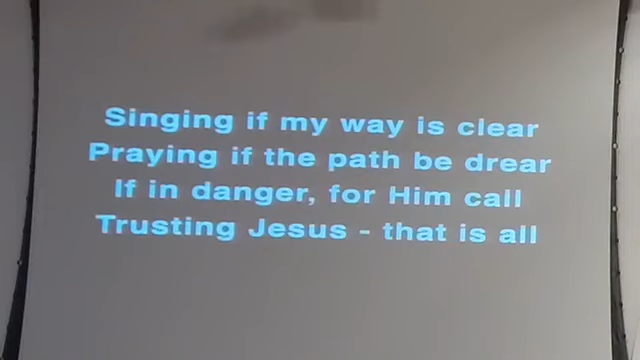 Singing if my way is clear
Praying if the path be drear
If in danger, for Him call
Trusting Jesus - that is all